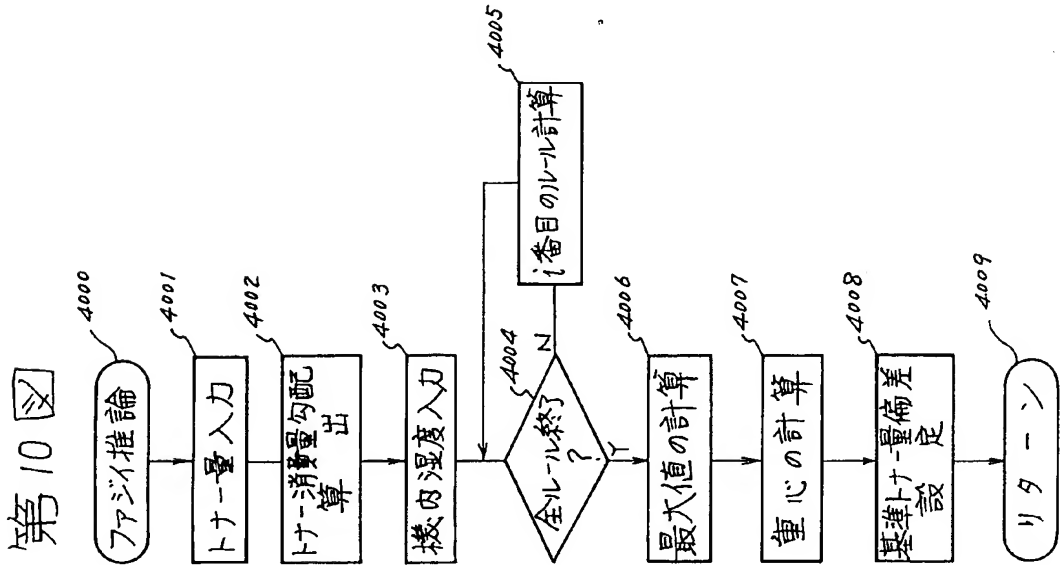 第10図
4000
ファジイ推論
4001
トナー量入力
4002
トナー消費量勾配
算出
4003
機内湿度入力
4004
全ルール終了
?
N
Y
4005
i番目のルール計算
4006
最大値の計算
4007
重心の計算
4008
基準トナー量偏差
設定
4009
リターン